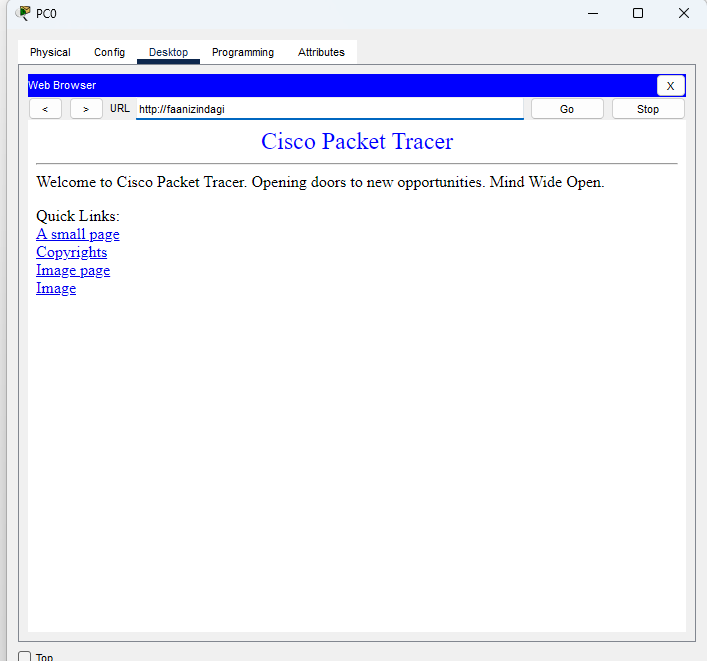 PC0
Physical Config Desktop Programming Attributes
Web Browser X
< > URL http://faanizindagi Go Stop
Cisco Packet Tracer
Welcome to Cisco Packet Tracer. Opening doors to new opportunities. Mind Wide Open.
Quick Links:
A small page
Copyrights
Image page
Image
Top